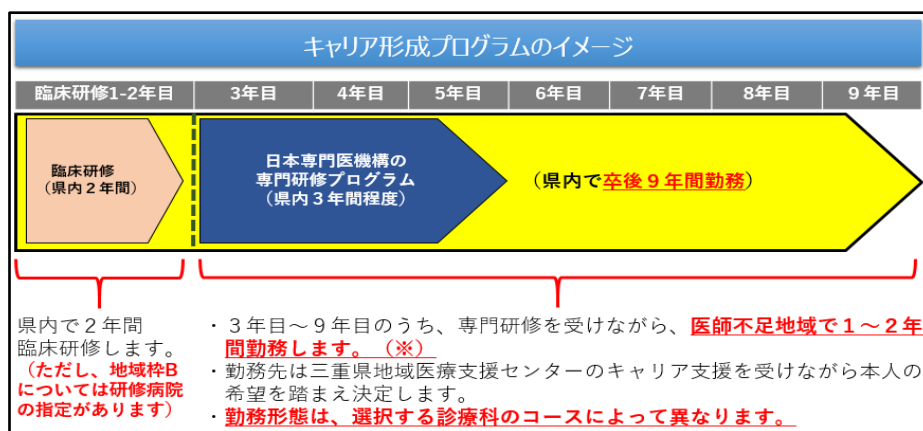 キャリア形成プログラムのイメージ
臨床研修1-2年目 3年目 4年目 5年目 6年目 7年目 8年目 9年目
臨床研修
（県内２年間）
日本専門医機構の
専門研修プログラム
（県内３年間程度）
（県内で卒後９年間勤務）
県内で２年間
臨床研修します。
（ただし、地域枠B
については研修病院
の指定があります）
・３年目～９年目のうち、専門研修を受けながら、医師不足地域で１～２年
間勤務します。（※）
・勤務先は三重県地域医療支援センターのキャリア支援を受けながら本人の
希望を踏まえ決定します。
・勤務形態は、選択する診療科のコースによって異なります。